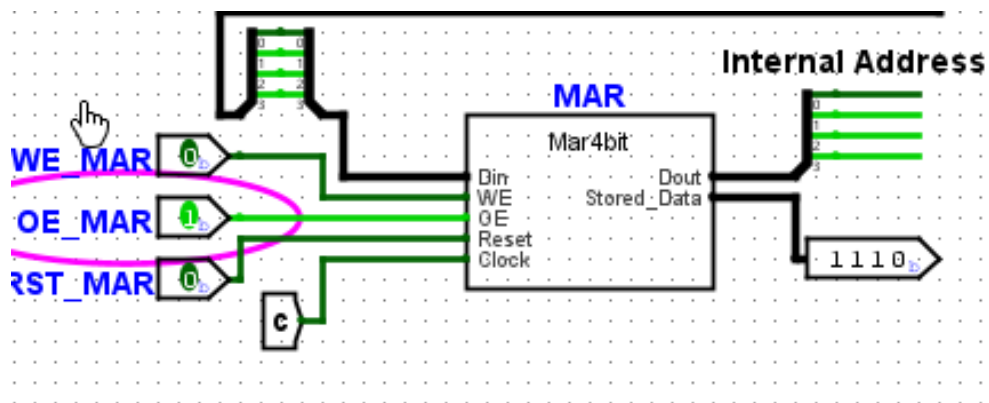 0 0
1 1
2 2
3 3
Internal Address
0
1
2
3
MAR
Mar4bit
WE_MAR 0
OE_MAR 1
RST_MAR 0
c
Din
WE
OE
Reset
Clock
Dout
Stored_Data
1110